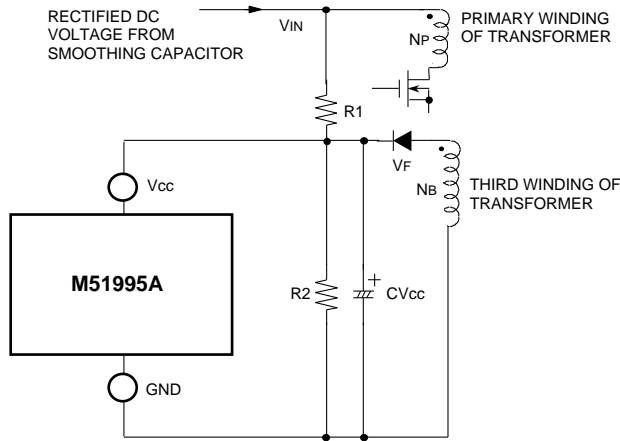 RECTIFIED DC
VOLTAGE FROM
SMOOTHING CAPACITOR
VIN
NP
PRIMARY WINDING
OF TRANSFORMER
R1
VF
NB
THIRD WINDING OF
TRANSFORMER
Vcc
M51995A
R2
+
CVcc
GND